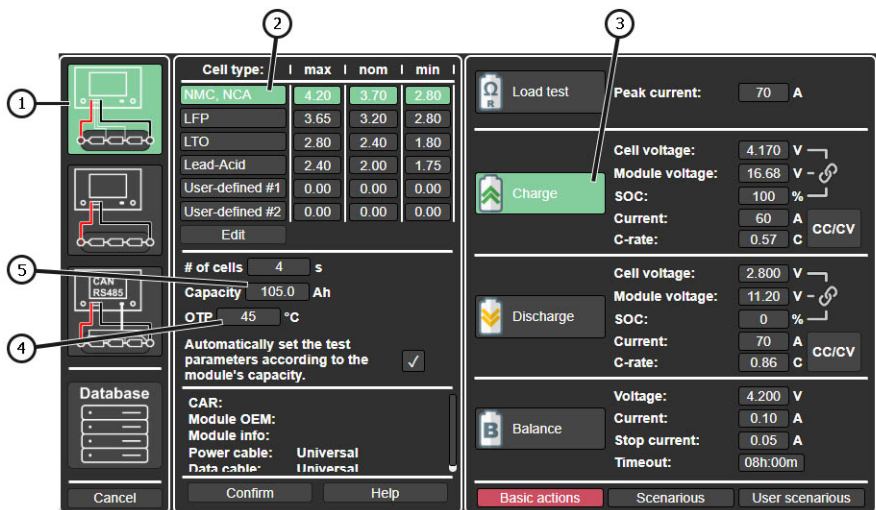 2
3
1
5
4
CAN
RS485
Database
Cancel
Cell type: max nom min
NMC, NCA 4.20 3.70 2.80
LFP 3.65 3.20 2.80
LTO 2.80 2.40 1.80
Lead-Acid 2.40 2.00 1.75
User-defined #1 0.00 0.00 0.00
User-defined #2 0.00 0.00 0.00
Edit
# of cells 4 s
Capacity 105.0 Ah
OTP 45 °C
Automatically set the test
parameters according to the
module's capacity. ✓
CAR:
Module OEM:
Module info:
Power cable: Universal
Data cable: Universal
Confirm Help
Ω
R
Load test Peak current: 70 A
Charge
Cell voltage: 4.170 V
Module voltage: 16.68 V
SOC: 100 %
Current: 60 A
C-rate: 0.57 C
CC/CV
Discharge
Cell voltage: 2.800 V
Module voltage: 11.20 V
SOC: 0 %
Current: 70 A
C-rate: 0.86 C
CC/CV
B
Balance
Voltage: 4.200 V
Current: 0.10 A
Stop current: 0.05 A
Timeout: 08h:00m
Basic actions Scenarious User scenarious